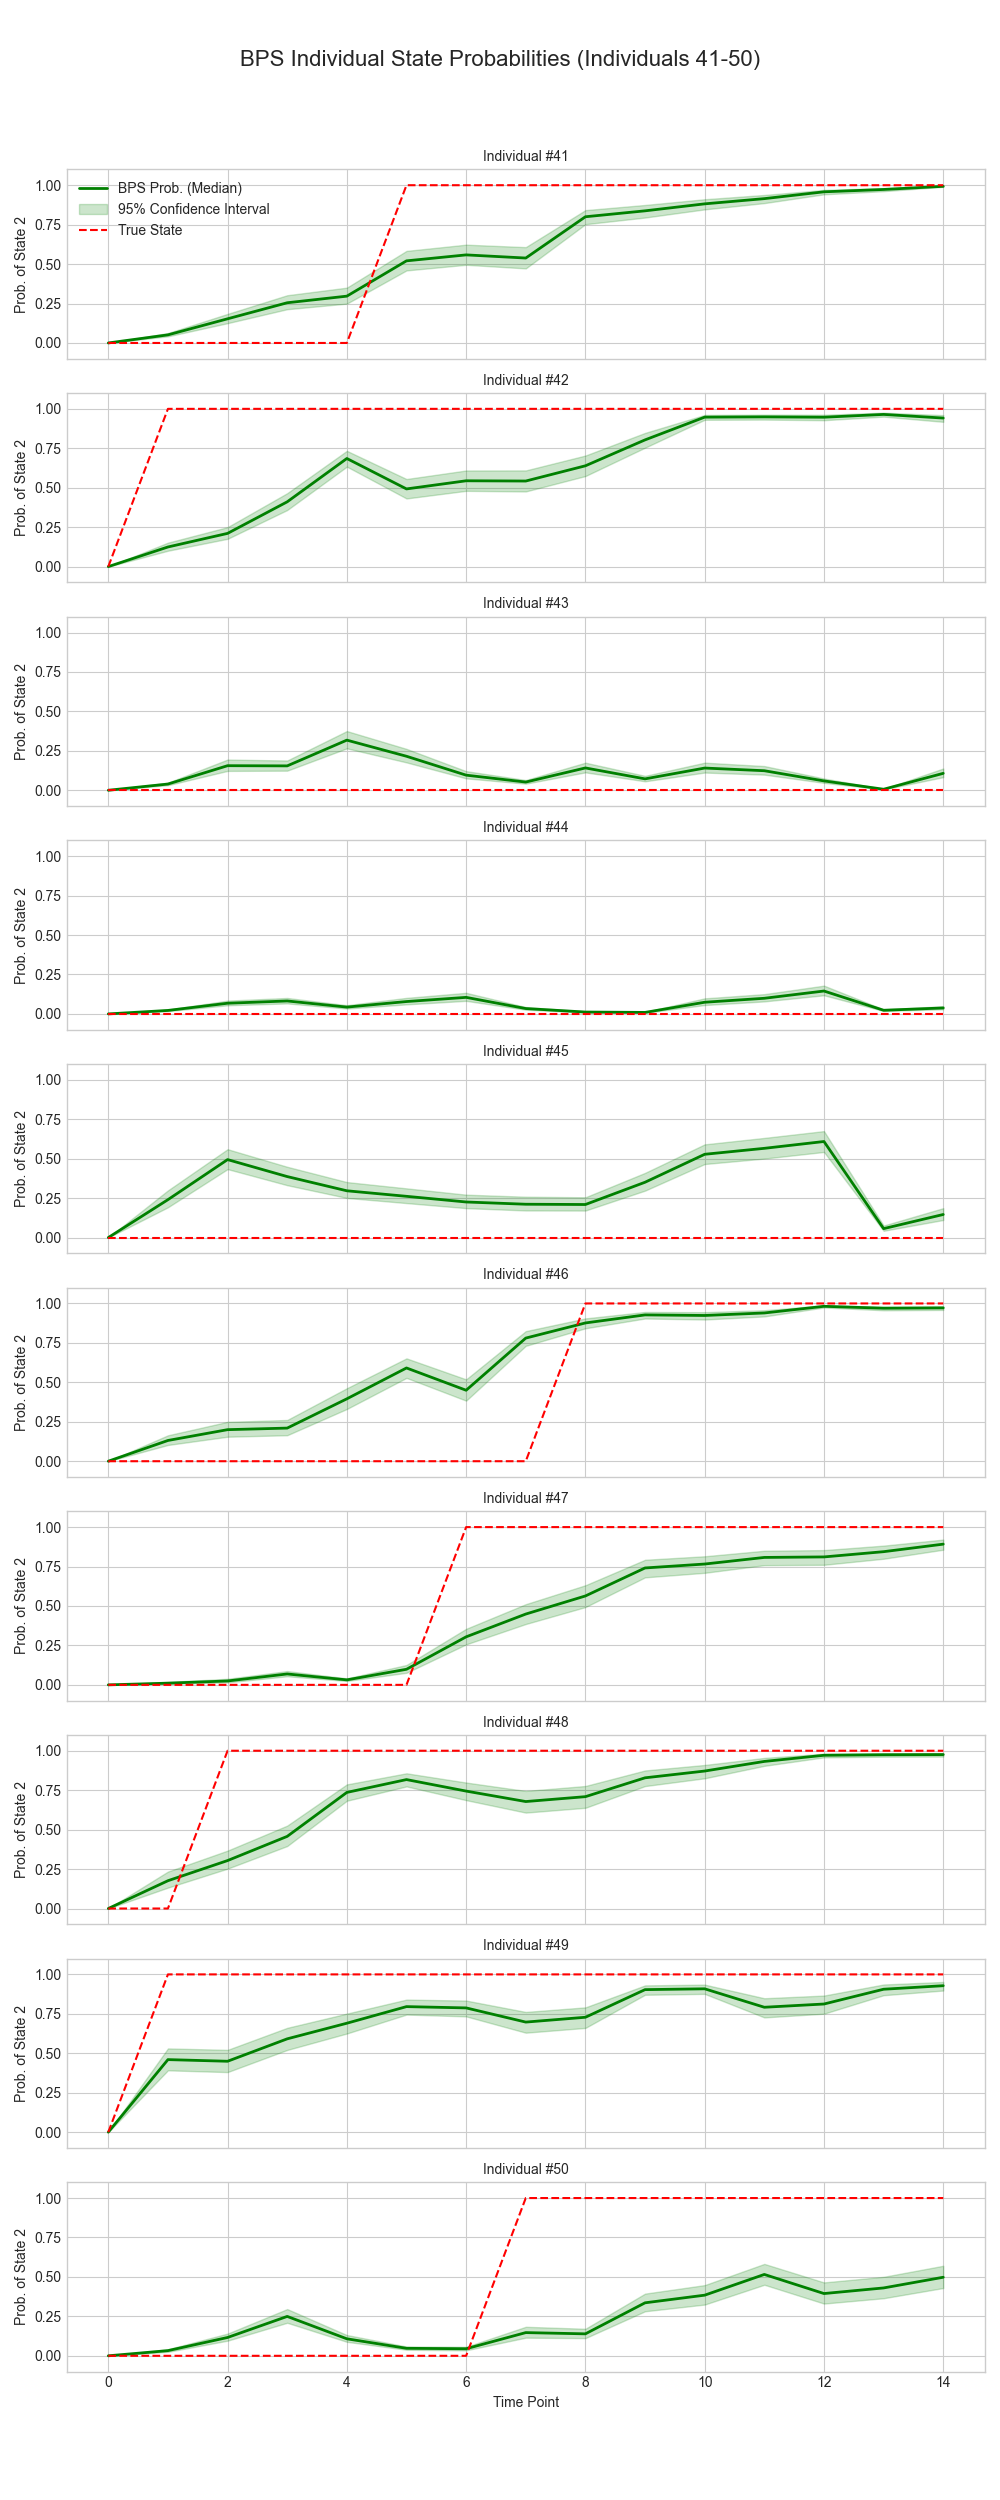 BPS Individual State Probabilities (Individuals 41-50)
Individual #41
1.00
0.75
0.50
0.25
0.00
Prob. of State 2
BPS Prob. (Median)
95% Confidence Interval
True State
Individual #42
1.00
0.75
0.50
0.25
0.00
Prob. of State 2
Individual #43
1.00
0.75
0.50
0.25
0.00
Prob. of State 2
Individual #44
1.00
0.75
0.50
0.25
0.00
Prob. of State 2
Individual #45
1.00
0.75
0.50
0.25
0.00
Prob. of State 2
Individual #46
1.00
0.75
0.50
0.25
0.00
Prob. of State 2
Individual #47
1.00
0.75
0.50
0.25
0.00
Prob. of State 2
Individual #48
1.00
0.75
0.50
0.25
0.00
Prob. of State 2
Individual #49
1.00
0.75
0.50
0.25
0.00
Prob. of State 2
Individual #50
1.00
0.75
0.50
0.25
0.00
Prob. of State 2
0 2 4 6 8 10 12 14
Time Point